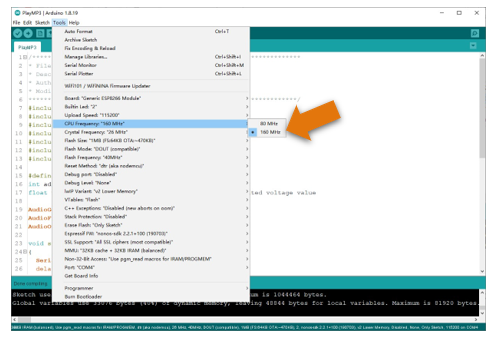 PlayMP3 | Arduino 1.8.19
File Edit Sketch Tools Help
Auto Format Ctrl+T
Archive Sketch
Fix Encoding & Reload
Manage Libraries... Ctrl+Shift+I
Serial Monitor Ctrl+Shift+M
Serial Plotter Ctrl+Shift+L
WiFi101 / WiFiNINA Firmware Updater
Board: "Generic ESP8266 Module"
Builtin Led: "2"
Upload Speed: "115200"
CPU Frequency: "160 MHz"
80 MHz
160 MHz
Crystal Frequency: "26 MHz"
Flash Size: "1MB (FS:64KB OTA:~470KB)"
Flash Mode: "DOUT (compatible)"
Flash Frequency: "40MHz"
Reset Method: "dtr (aka nodemcu)"
Debug port: "Disabled"
Debug Level: "None"
lwIP Variant: "v2 Lower Memory"
VTables: "Flash"
C++ Exceptions: "Disabled (new aborts on oom)"
Stack Protection: "Disabled"
Erase Flash: "Only Sketch"
Espressif FW: "nonos-sdk 2.2.1+100 (190703)"
SSL Support: "All SSL ciphers (most compatible)"
MMU: "32KB cache + 32KB IRAM (balanced)"
Non-32-Bit Access: "Use pgm_read macros for IRAM/PROGMEM"
Port: "COM4"
Get Board Info
Programmer
Burn Bootloader
PlayMP3
1 /*
2 * File
3 * Desc
4 * Auth
5 * Modi
6
7 #inclu
8 #inclu
9 #inclu
10 #inclu
11 #inclu
12 #inclu
13 #inclu
14
15 #defin
16 int ad
17 float ted voltage value
18
19 AudioG
20 AudioF
21 AudioO
22
23 void s
24 {
25 Seri
26 dela
Done compiling.
Sketch use um is 1044464 bytes.
Global variables use 33076 bytes (40%) of dynamic memory, leaving 48844 bytes for local variables. Maximum is 81920 bytes.